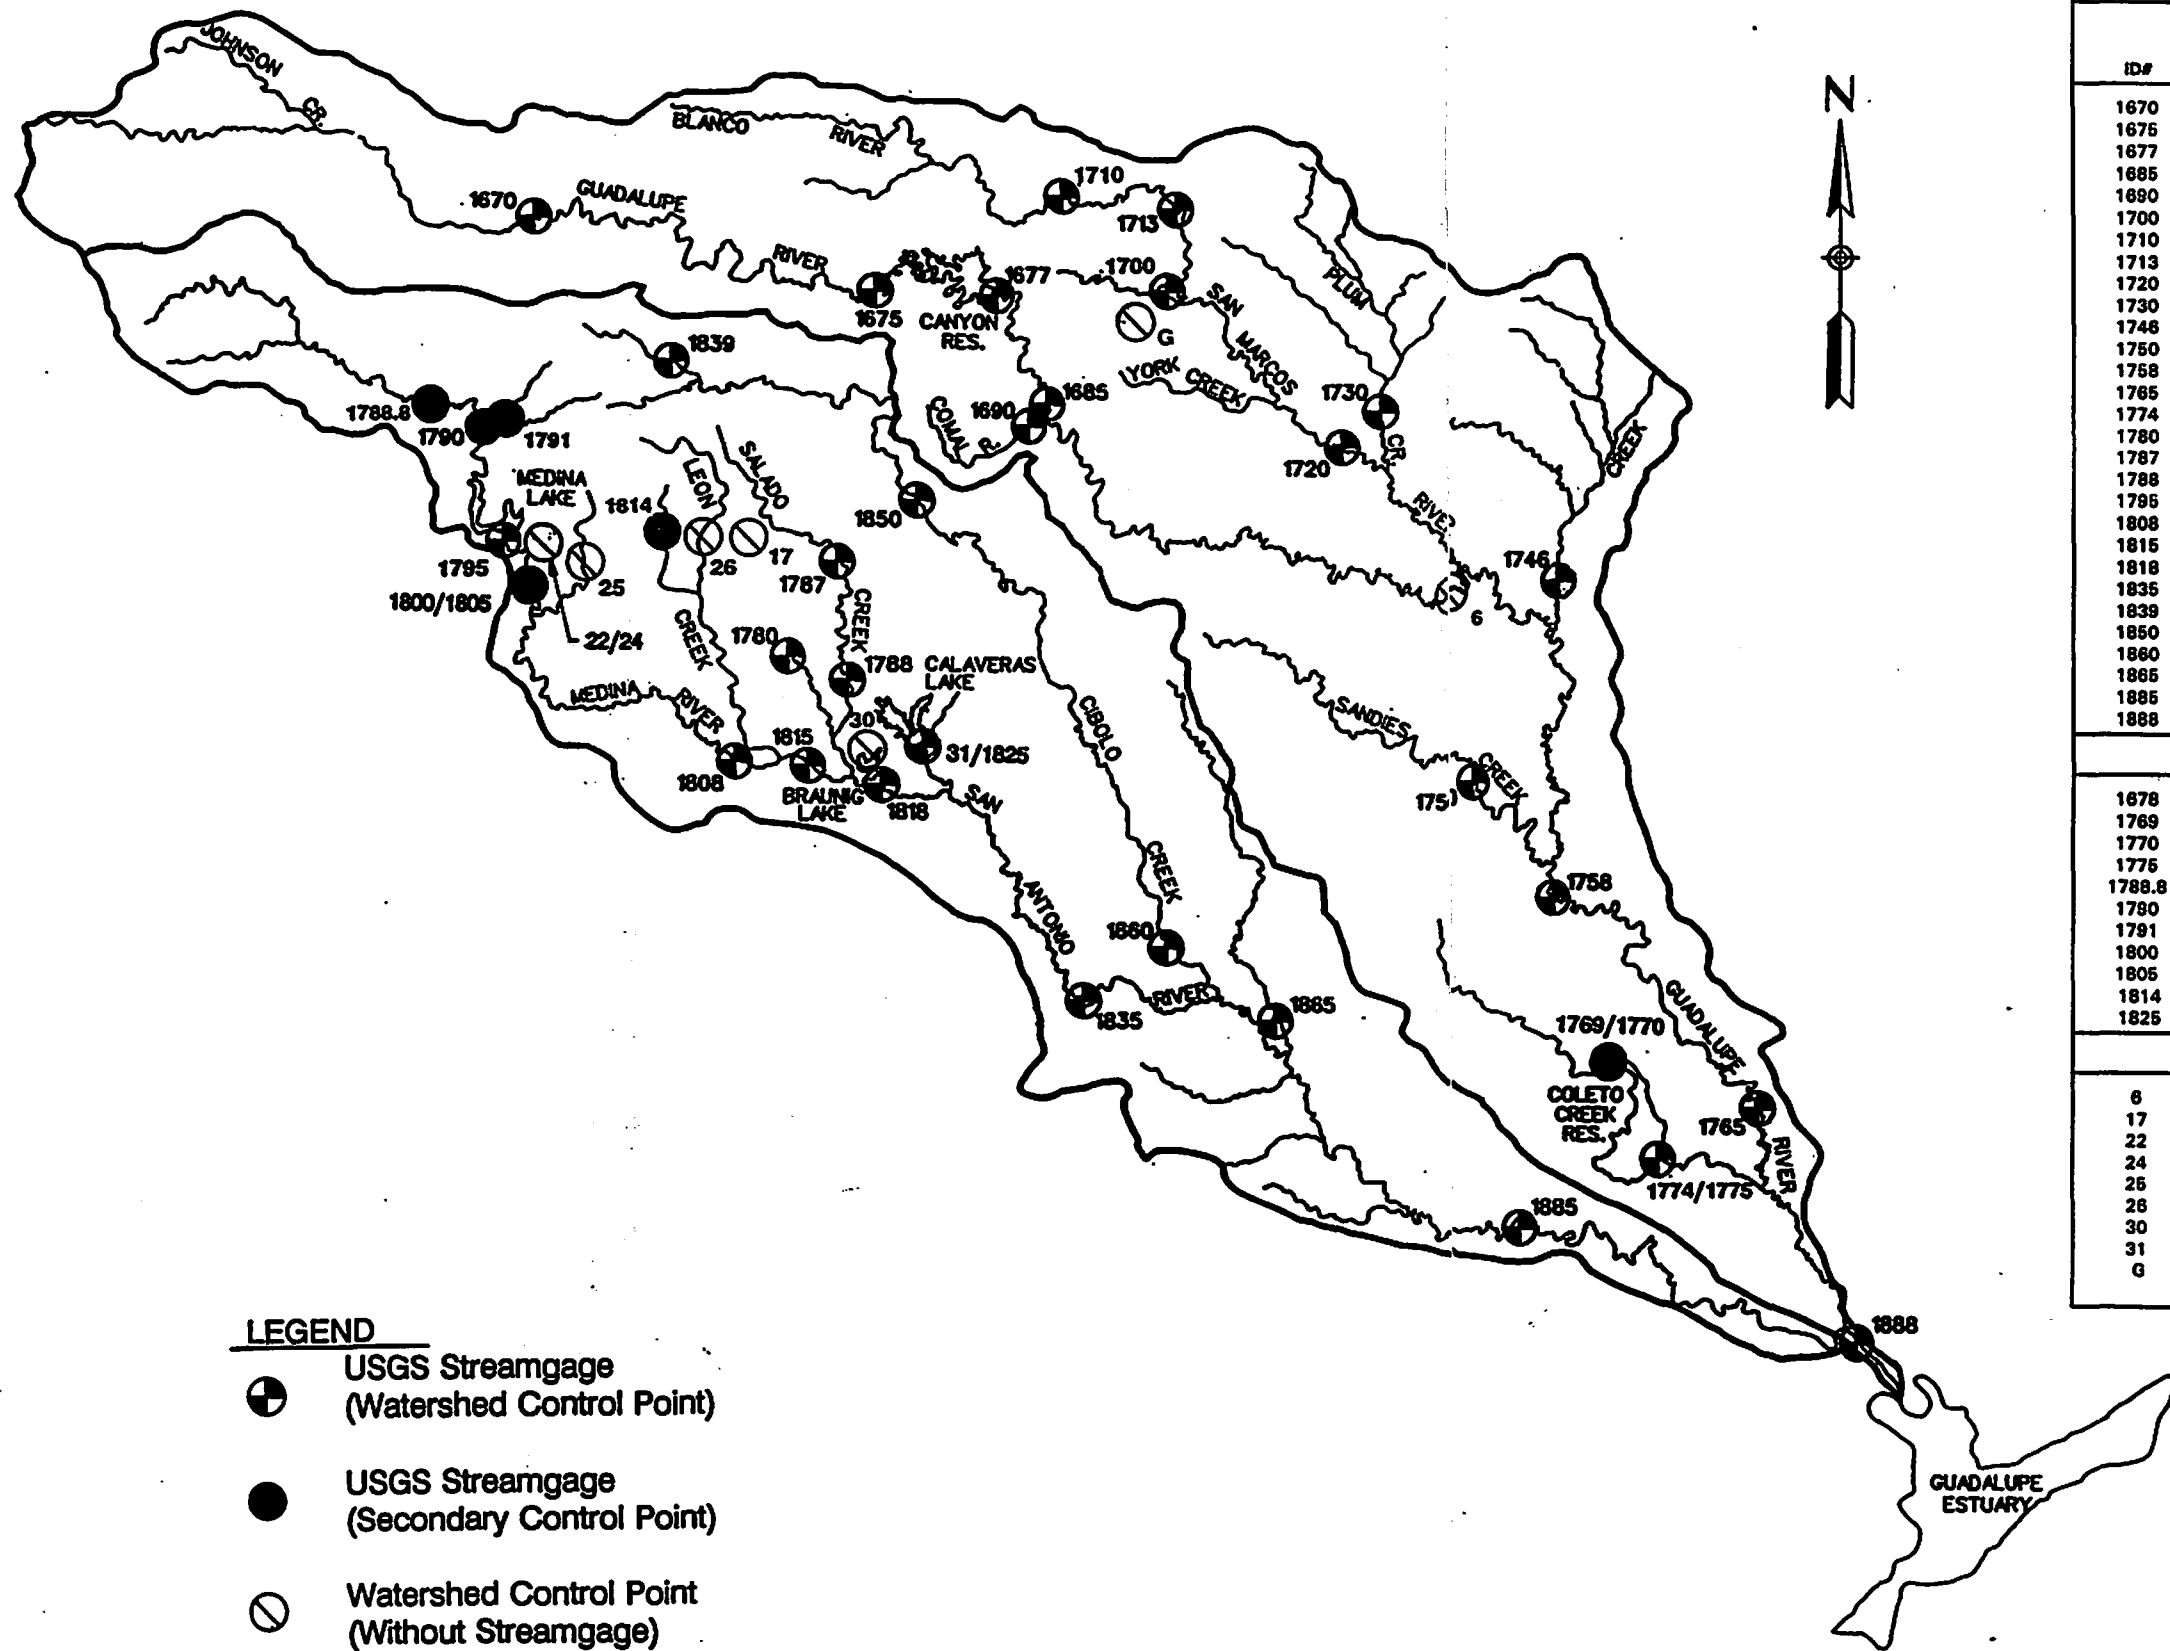 JOHNSON
CR.
BLANCO
RIVER
1710
1713
1670
GUADALUPE
RIVER
1675
1677
CANYON
RES.
1700
G
SAN
MARCOS
PLUM
YORK CREEK
1730
CR.
1720
RIVER
1839
1685
1690
COMAL
R.
CREEK
1788.8
1790
1791
MEDINA
LAKE
LEON
SALADO
1814
1850
1795
1800/1805
25
26
17
1787
22/24
CREEK
CREEK
1746
6
1780
1788
CALAVERAS
LAKE
MEDINA
RIVER
30
31/1825
1815
1808
BRAUNIG
LAKE
1818
SAN
CIBOLO
SANDIES
CREEK
1758
ANTONIO
CREEK
1860
RIVER
1835
1865
GUADALUPE
1769/1770
COLETO
CREEK
RES.
1765
RIVER
1774/1775
1885
1888
GUADALUPE
ESTUARY
N
LEGEND
USGS Streamgage
(Watershed Control Point)
USGS Streamgage
(Secondary Control Point)
Watershed Control Point
(Without Streamgage)
ID#
1670
1675
1677
1685
1690
1700
1710
1713
1720
1730
1746
1750
1758
1765
1774
1780
1787
1788
1795
1808
1815
1818
1835
1839
1850
1860
1865
1885
1888
1678
1769
1770
1775
1788.8
1790
1791
1800
1805
1814
1825
6
17
22
24
25
26
30
31
G